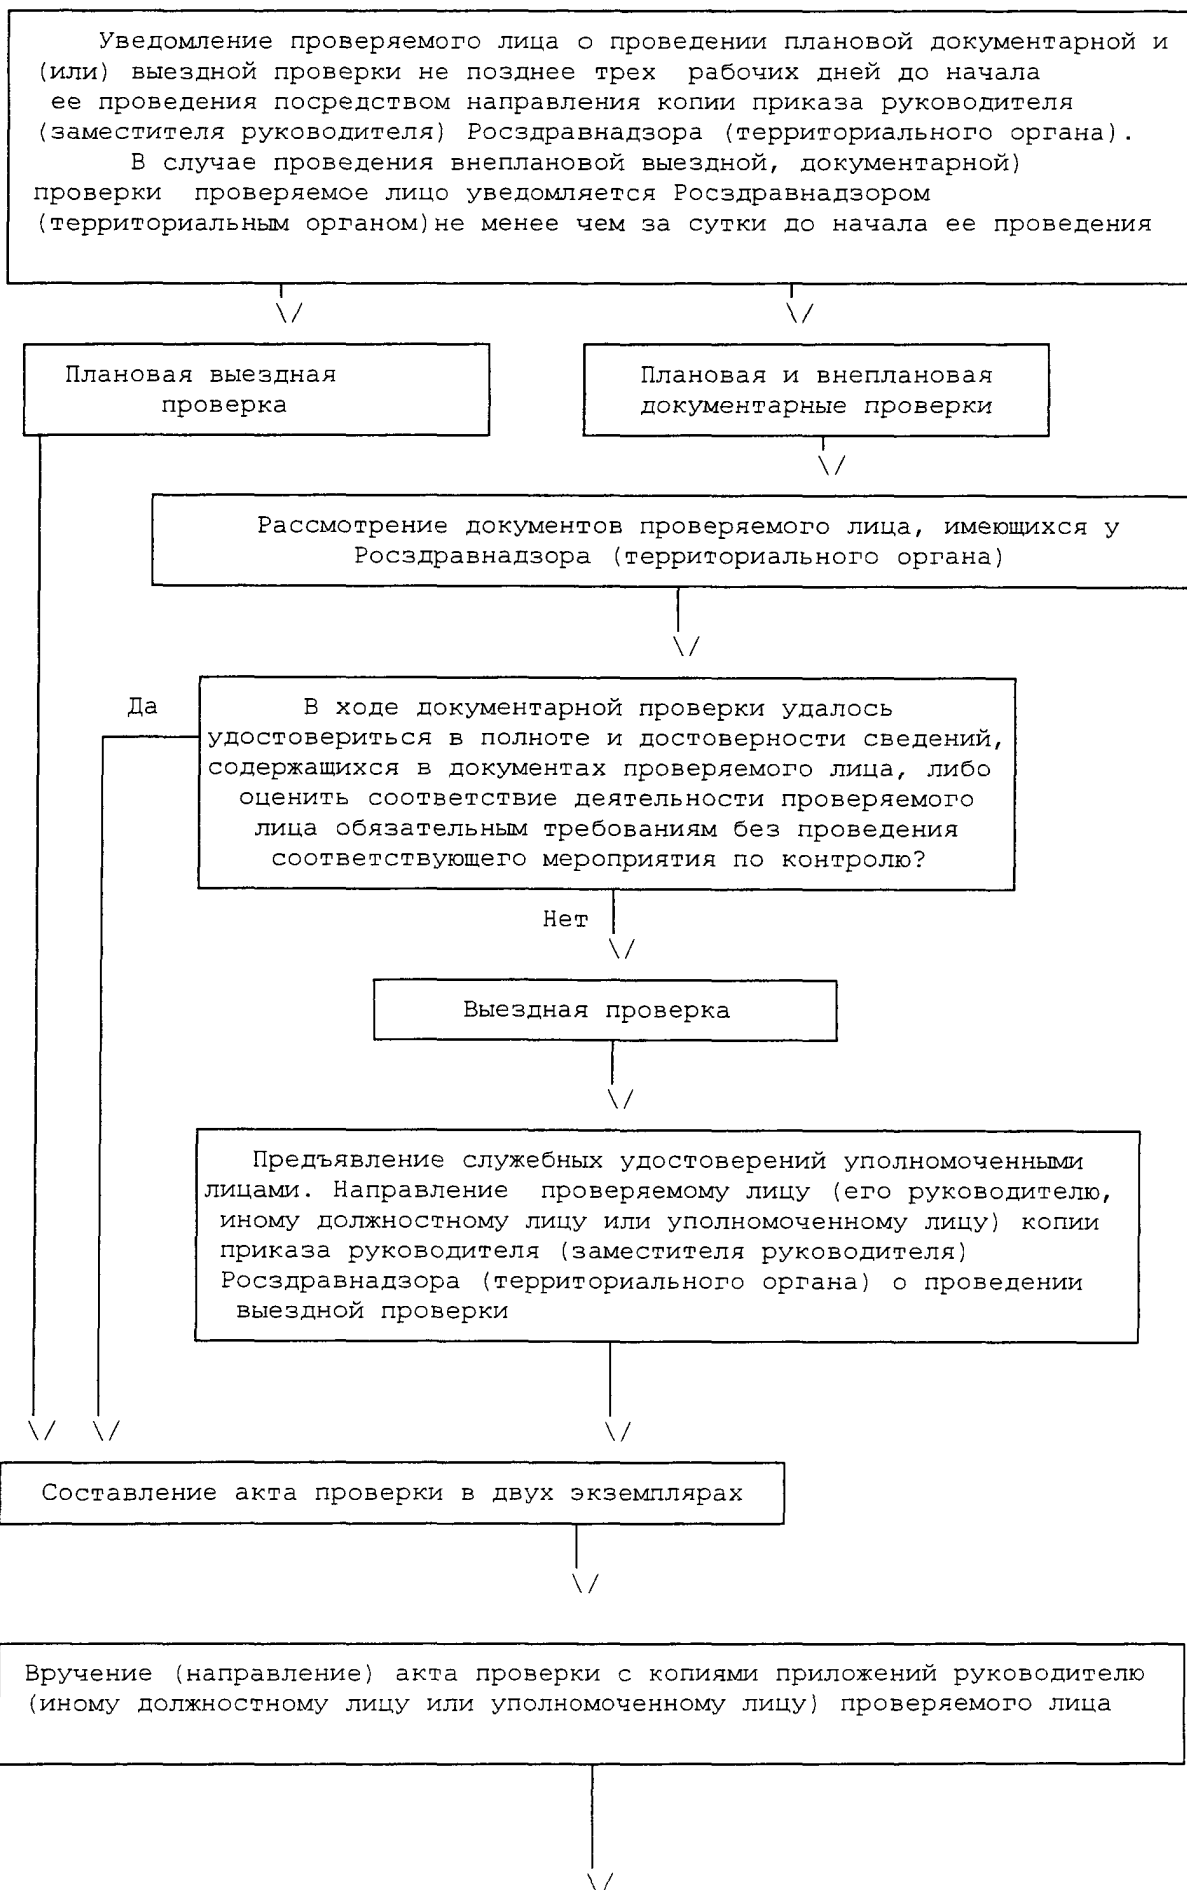 Уведомление проверяемого лица о проведении плановой документарной и
(или) выездной проверки не позднее трех рабочих дней до начала
ее проведения посредством направления копии приказа руководителя
(заместителя руководителя) Росздравнадзора (территориального органа).
В случае проведения внеплановой выездной, документарной)
проверки проверяемое лицо уведомляется Росздравнадзором
(территориальным органом)не менее чем за сутки до начала ее проведения
Плановая выездная
проверка
Плановая и внеплановая
документарные проверки
Рассмотрение документов проверяемого лица, имеющихся у
Росздравнадзора (территориального органа)
Да
В ходе документарной проверки удалось
удостовериться в полноте и достоверности сведений,
содержащихся в документах проверяемого лица, либо
оценить соответствие деятельности проверяемого
лица обязательным требованиям без проведения
соответствующего мероприятия по контролю?
Нет
Выездная проверка
Предъявление служебных удостоверений уполномоченными
лицами. Направление проверяемому лицу (его руководителю,
иному должностному лицу или уполномоченному лицу) копии
приказа руководителя (заместителя руководителя)
Росздравнадзора (территориального органа) о проведении
выездной проверки
Составление акта проверки в двух экземплярах
Вручение (направление) акта проверки с копиями приложений руководителю
(иному должностному лицу или уполномоченному лицу) проверяемого лица